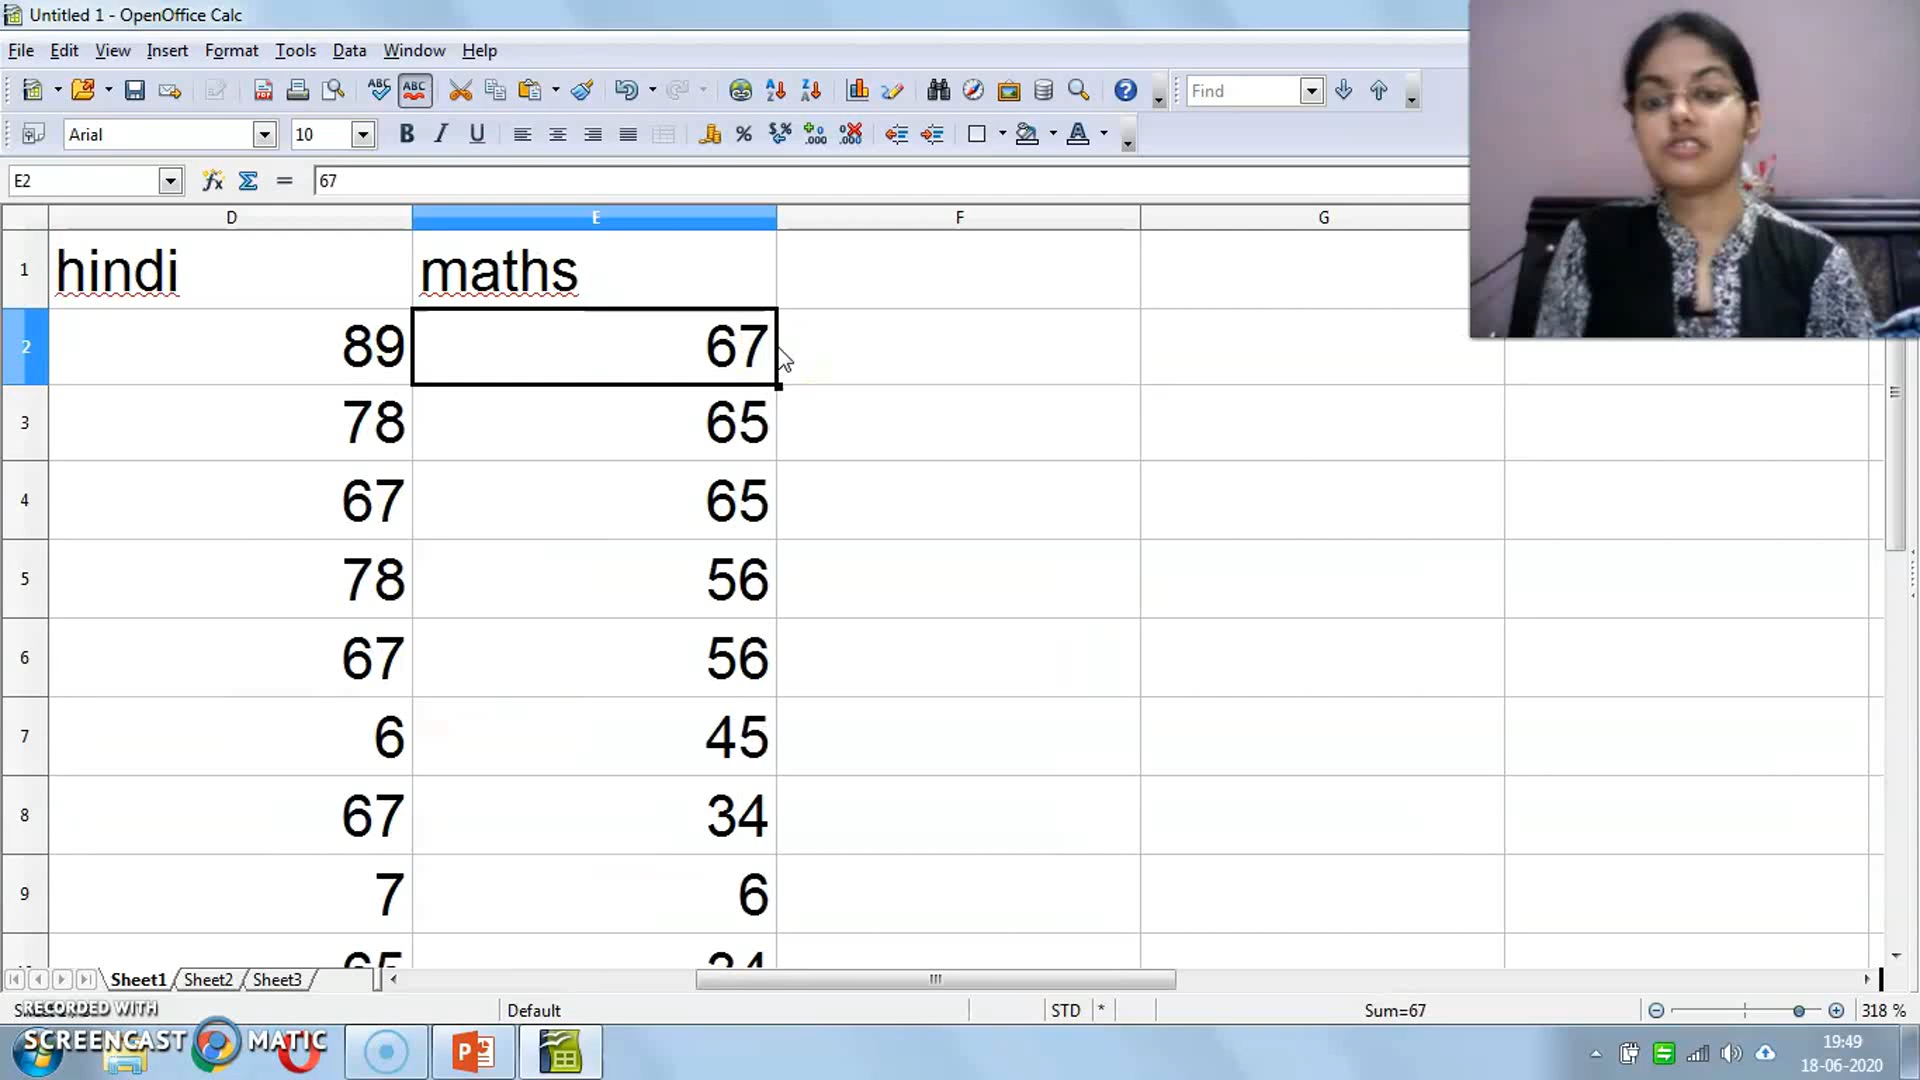 Untitled 1 - OpenOffice Calc
File Edit View Insert Format Tools Data Window Help
ABC ABC Find
Arial 10 B I U
E2 fx Σ = 67
D E F G
1 hindi maths
2 89 67
3 78 65
4 67 65
5 78 56
6 67 56
7 6 45
8 67 34
9 7 6
Sheet1 Sheet2 Sheet3
Default STD * Sum=67 318 %
RECORDED WITH
SCREENCAST MATIC
19:49
18-06-2020